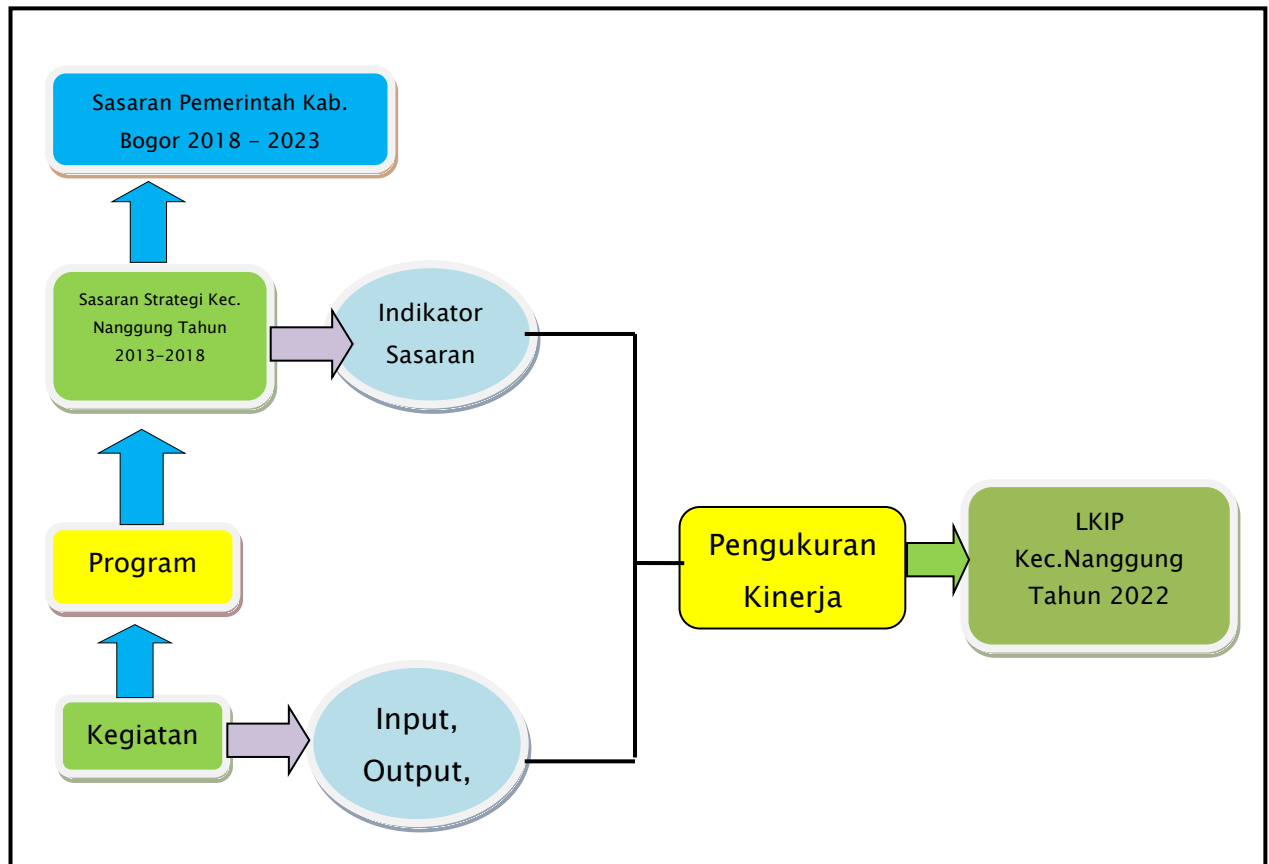 Sasaran Pemerintah Kab.
Bogor 2018 – 2023
Sasaran Strategi Kec.
Nanggung Tahun
2013-2018
Indikator
Sasaran
Program
Pengukuran
Kinerja
LKIP
Kec.Nanggung
Tahun 2022
Kegiatan
Input,
Output,